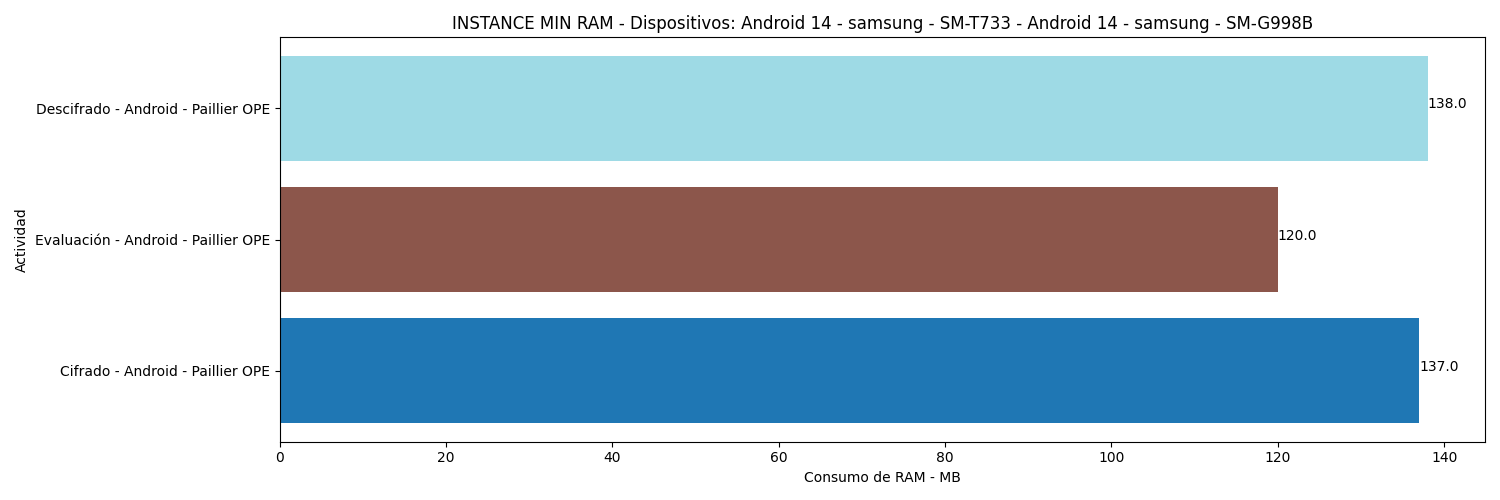 INSTANCE MIN RAM - Dispositivos: Android 14 - samsung - SM-T733 - Android 14 - samsung - SM-G998B
Actividad
Descifrado - Android - Paillier OPE
138.0
Evaluación - Android - Paillier OPE
120.0
Cifrado - Android - Paillier OPE
137.0
0 20 40 60 80 100 120 140
Consumo de RAM - MB